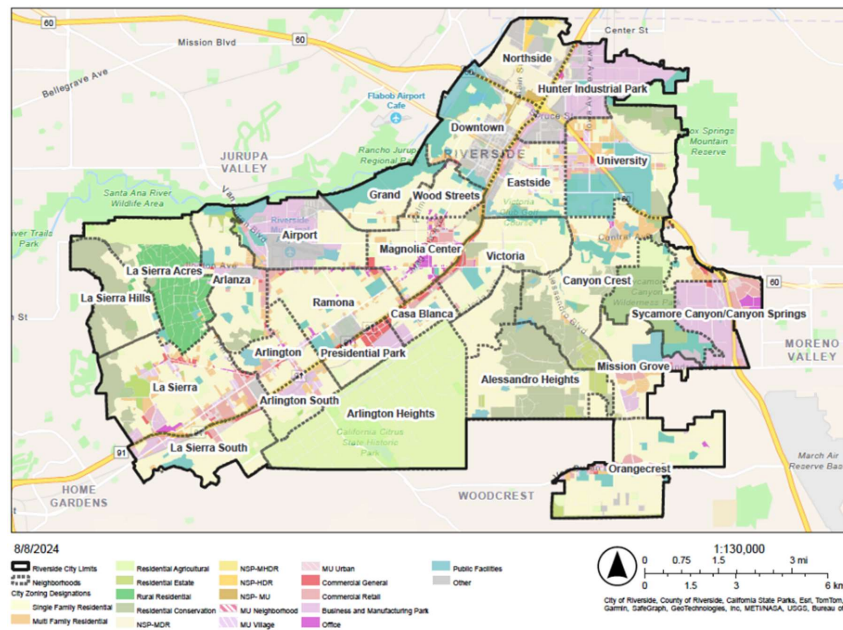 Center St
60
Mission Blvd
60
Northside
Bellegrave Ave
Hunter Industrial Park
Flabob Airport
Cafe
Downtown
RIVERSIDE
JURUPA
VALLEY
Rancho Jurupa
Regional Park
University
Mountain
Reserve
Eastside
Grand
Wood Streets
Santa Ana River
Wildlife Area
Airport
Magnolia Center
Victoria
La Sierra Acres
Arlanza
Canyon Crest
60
La Sierra Hills
Ramona
Casa Blanca
Sycamore Canyon/Canyon Springs
MORENO
VALLEY
Arlington
Presidential Park
Mission Grove
La Sierra
Alessandro Heights
Arlington South
Arlington Heights
California Citrus
State Historic
Park
La Sierra South
91
91
March Air
Reserve Base
Orangecrest
HOME
GARDENS
WOODCREST
8/8/2024
Riverside City Limits
Neighborhoods
City Zoning Designations
Single Family Residential
Multi Family Residential
Residential Agricultural
Residential Estate
Rural Residential
Residential Conservation
NSP-MDR
NSP-MHDR
NSP-HDR
NSP- MU
MU Neighborhood
MU Village
MU Urban
Commercial General
Commercial Retail
Business and Manufacturing Park
Office
Public Facilities
Other
1:130,000
0 0.75 1.5 3 mi
0 1.5 3 6 km
City of Riverside, County of Riverside, California State Parks, Esri, TomTom,
Garmin, SafeGraph, GeoTechnologies, Inc, METI/NASA, USGS, Bureau of